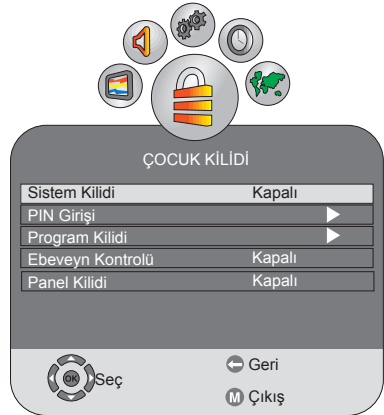 ÇOCUK KİLİDİ
Sistem Kilidi Kapalı
PIN Girişi
Program Kilidi
Ebeveyn Kontrolü Kapalı
Panel Kilidi Kapalı
OK Seç
Geri
M Çıkış